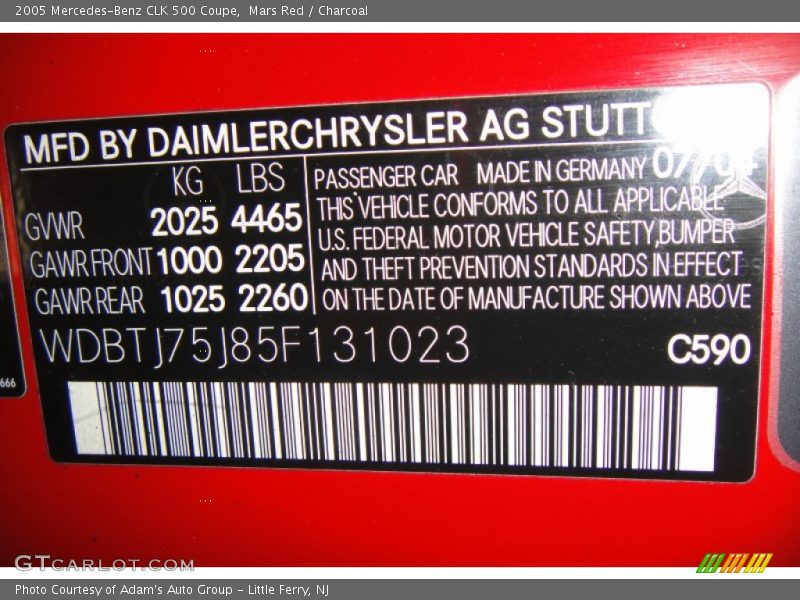 2005 Mercedes-Benz CLK 500 Coupe,  Mars Red / Charcoal
MFD BY DAIMLERCHRYSLER AG STUTT
KG LBS
GVWR 2025 4465
GAWR FRONT 1000 2205
GAWR REAR 1025 2260
PASSENGER CAR MADE IN GERMANY 07/04
THIS VEHICLE CONFORMS TO ALL APPLICABLE
U.S. FEDERAL MOTOR VEHICLE SAFETY, BUMPER
AND THEFT PREVENTION STANDARDS IN EFFECT
ON THE DATE OF MANUFACTURE SHOWN ABOVE
WDBTJ75J85F131023
C590
666
GTCARLOT.COM
Photo Courtesy of Adam's Auto Group - Little Ferry, NJ